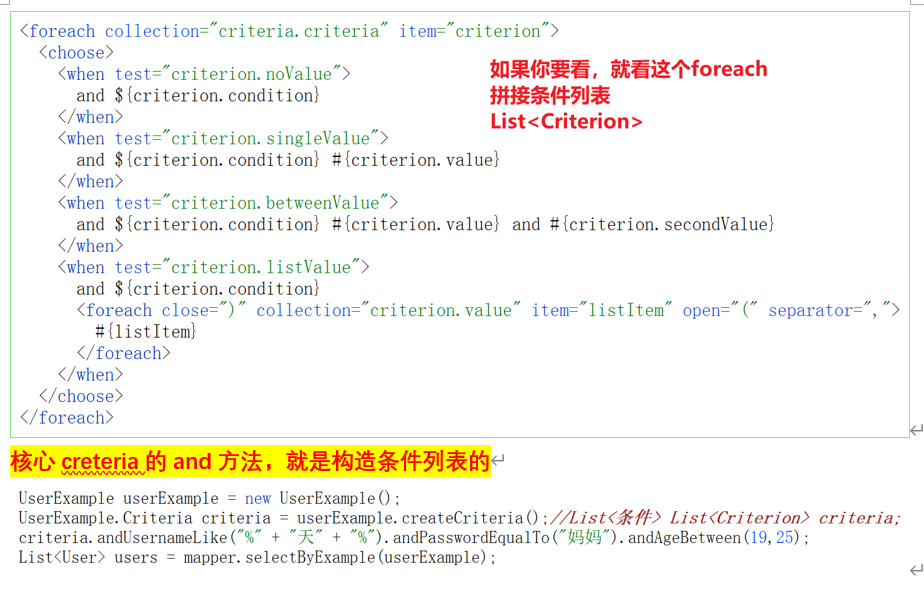 <foreach collection="criteria.criteria" item="criterion">
<choose>
<when test="criterion.noValue">
and ${criterion.condition}
</when>
<when test="criterion.singleValue">
and ${criterion.condition} #{criterion.value}
</when>
<when test="criterion.betweenValue">
and ${criterion.condition} #{criterion.value} and #{criterion.secondValue}
</when>
<when test="criterion.listValue">
and ${criterion.condition}
<foreach close=")" collection="criterion.value" item="listItem" open="(" separator=",">
#{listItem}
</foreach>
</when>
</choose>
</foreach>
如果你要看，就看这个foreach
拼接条件列表
List<Criterion>
核心 creteria 的 and 方法，就是构造条件列表的
UserExample userExample = new UserExample();
UserExample.Criteria criteria = userExample.createCriteria();//List<条件> List<Criterion> criteria;
criteria.andUsernameLike("%" + "天" + "%").andPasswordEqualTo("妈妈").andAgeBetween(19,25);
List<User> users = mapper.selectByExample(userExample);